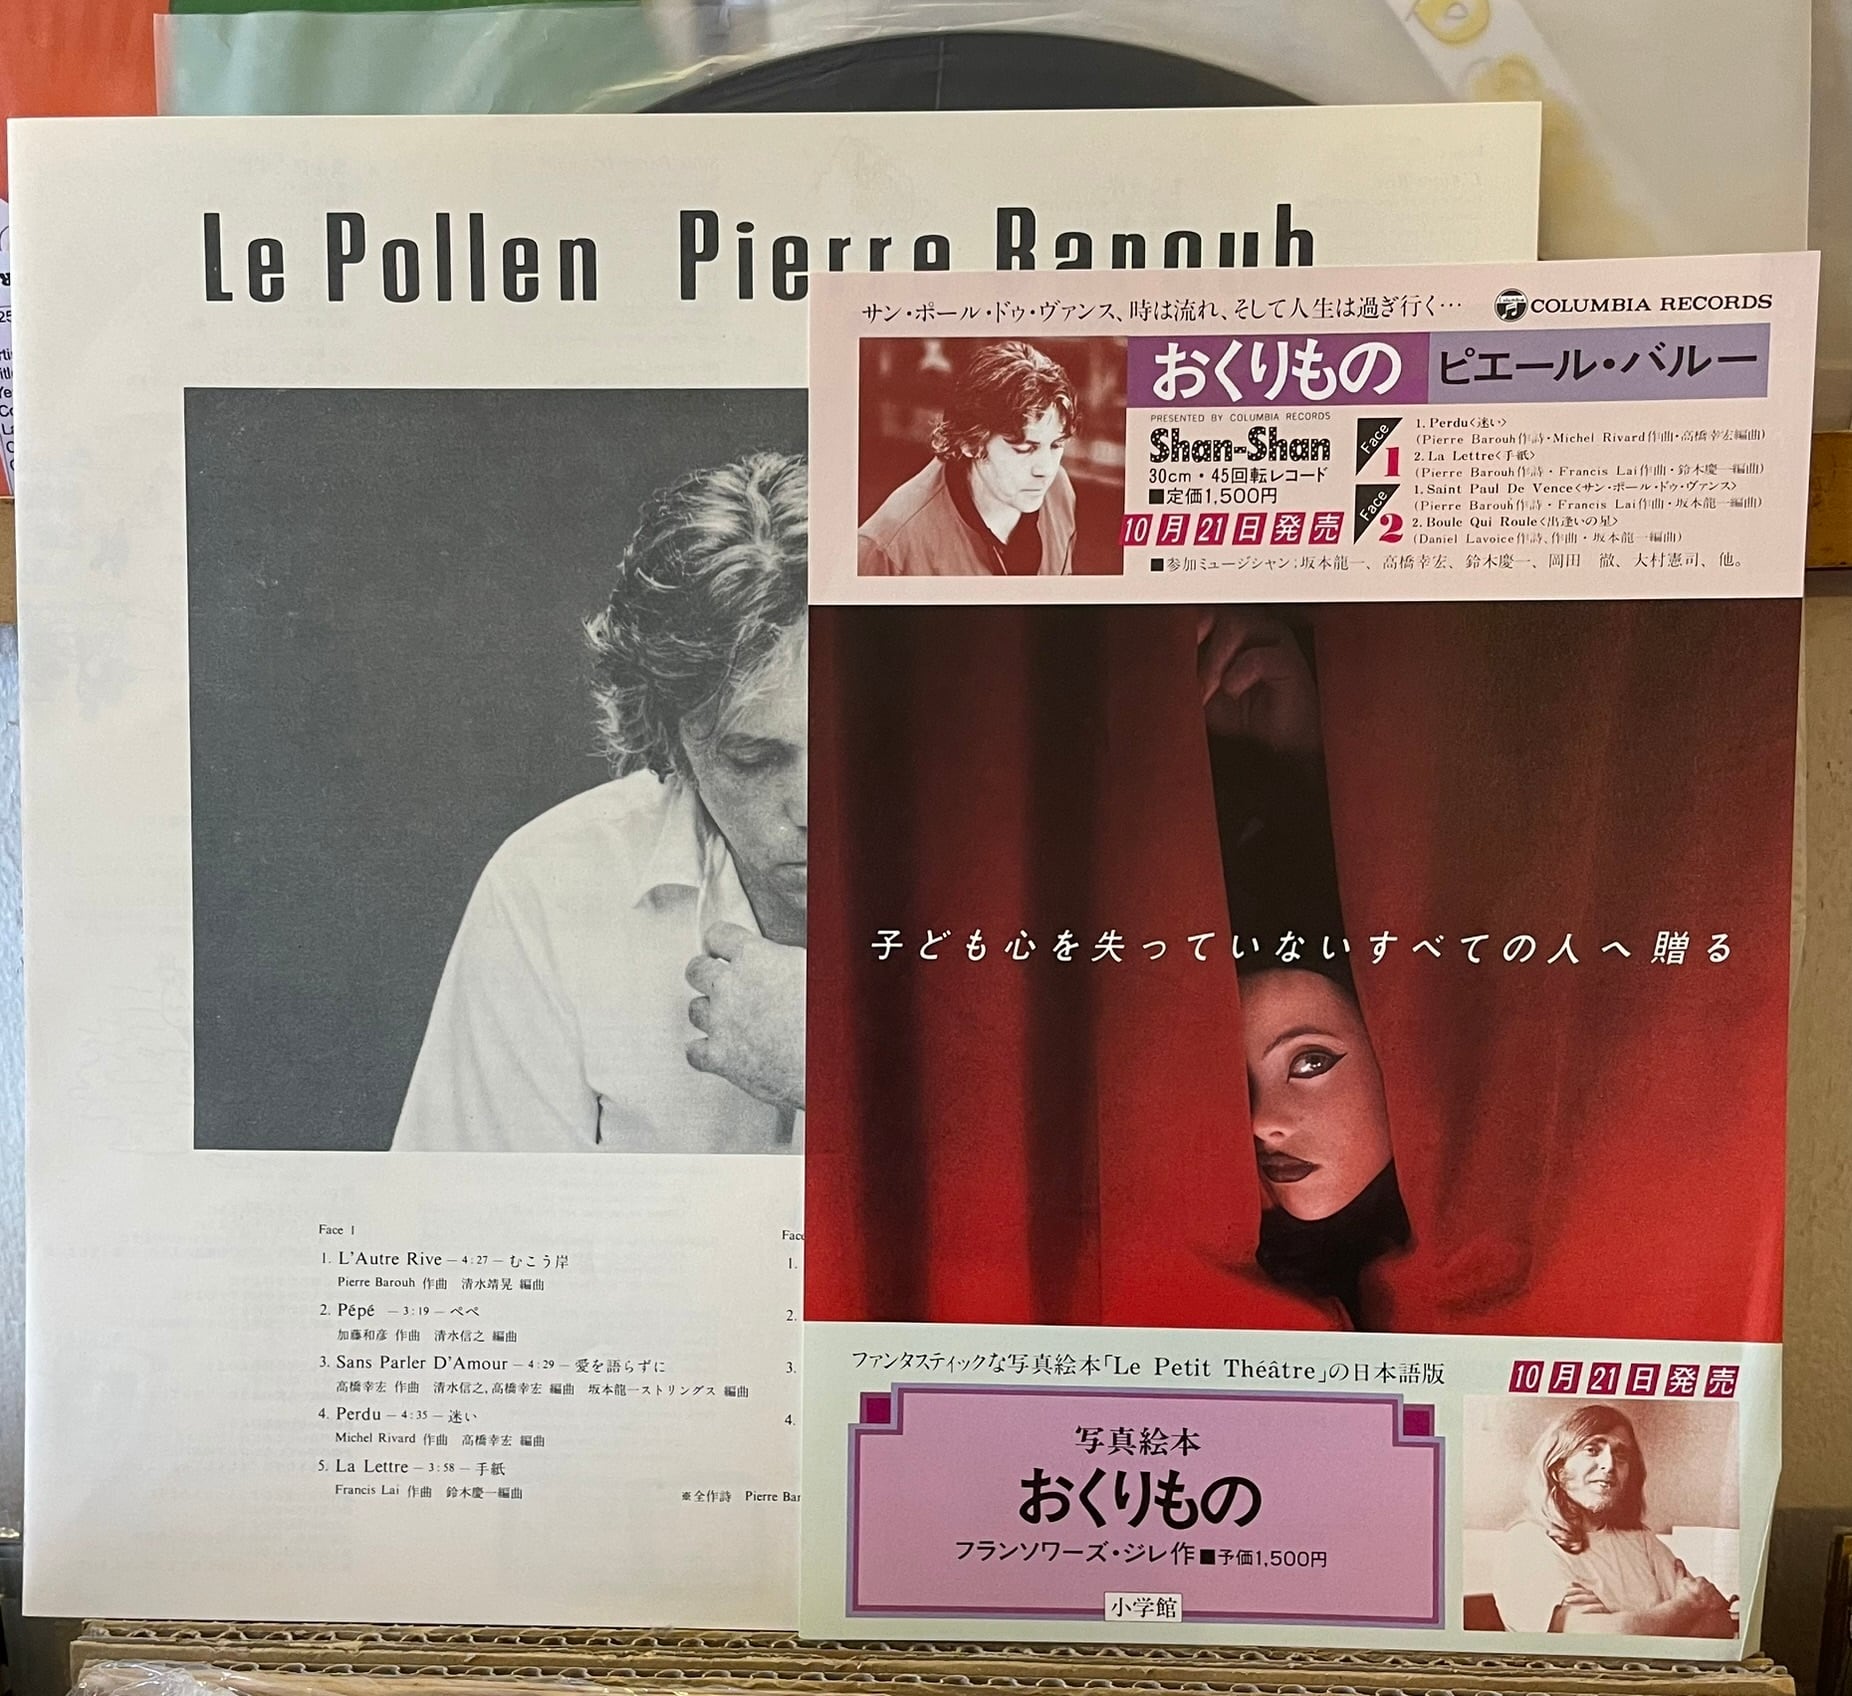 Le Pollen Pierre Barouh
Face 1
1. L'Autre Rive — 4:27 — むこう岸
Pierre Barouh 作曲 清水靖晃 編曲
2. Pépé — 3:19 — ペペ
加藤和彦 作曲 清水信之 編曲
3. Sans Parler D'Amour — 4:29 — 愛を語らずに
高橋幸宏 作曲 清水信之,高橋幸宏 編曲 坂本龍一ストリングス 編曲
4. Perdu — 4:35 — 迷い
Michel Rivard 作曲 高橋幸宏 編曲
5. La Lettre — 3:58 — 手紙
Francis Lai 作曲 鈴木慶一編曲
Face
1.
2.
3.
4.
※全作詩 Pierre Bar
サン・ポール・ドゥ・ヴァンス、時は流れ、そして人生は過ぎ行く…
COLUMBIA RECORDS
おくりもの ピエール・バルー
PRESENTED BY COLUMBIA RECORDS
Shan-Shan
30cm・45回転レコード
■定価1,500円
10月21日発売
Face 1
1. Perdu〈迷い〉
(Pierre Barouh作詩・Michel Rivard作曲・高橋幸宏編曲)
2. La Lettre〈手紙〉
(Pierre Barouh作詩・Francis Lai作曲・鈴木慶一編曲)
Face 2
1. Saint Paul De Vence〈サン・ポール・ドゥ・ヴァンス〉
(Pierre Barouh作詩・Francis Lai作曲・坂本龍一編曲)
2. Boule Qui Roule〈出逢いの星〉
(Daniel Lavoice作詩、作曲・坂本龍一編曲)
■参加ミュージシャン;坂本龍一、高橋幸宏、鈴木慶一、岡田 徹、大村憲司、他。
子ども心を失っていないすべての人へ贈る
ファンタスティックな写真絵本「Le Petit Théâtre」の日本語版
10月21日発売
写真絵本
おくりもの
フランソワーズ・ジレ作 ■予価1,500円
小学館